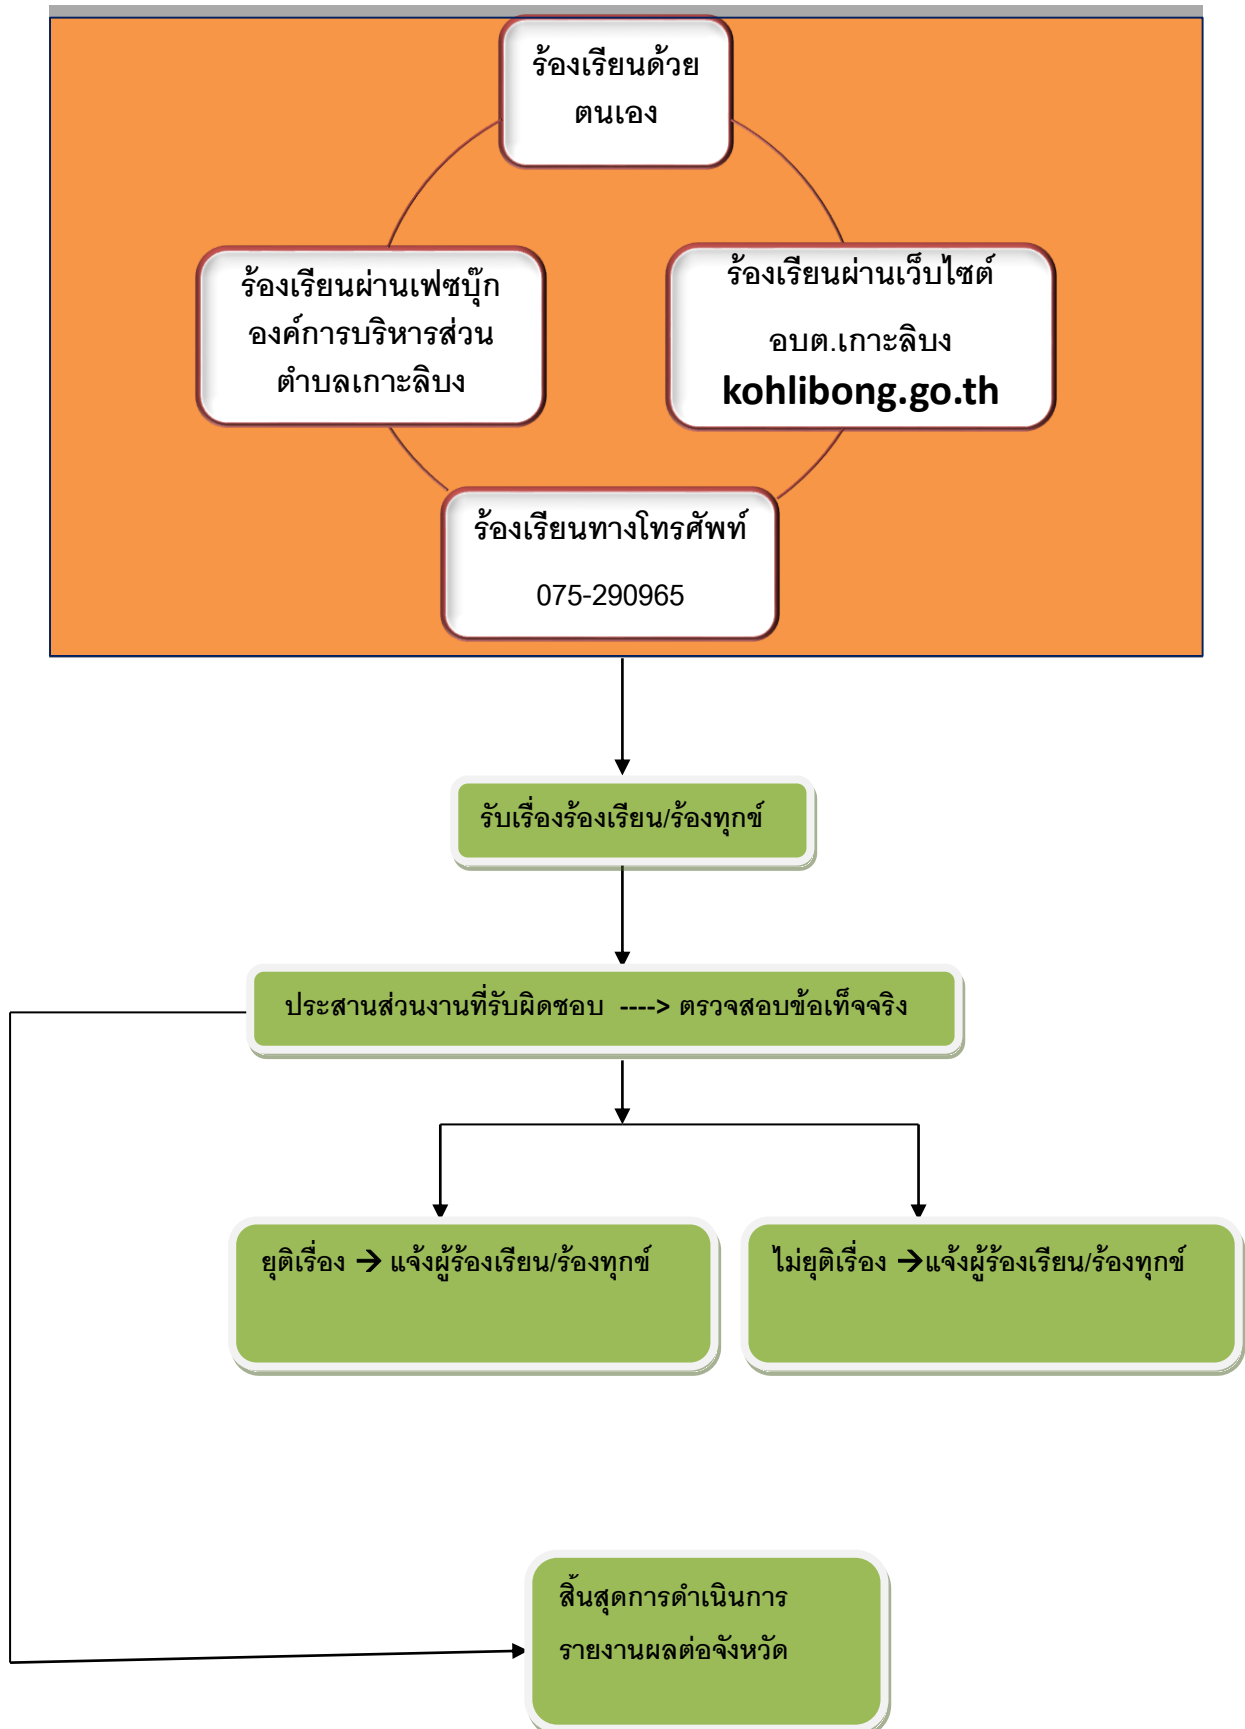 ร้องเรียนด้วย
ตนเอง
ร้องเรียนผ่านเฟซบุ๊ก
องค์การบริหารส่วน
ตำบลเกาะลิบง
ร้องเรียนผ่านเว็บไซต์
อบต.เกาะลิบง
kohlibong.go.th
ร้องเรียนทางโทรศัพท์
075-290965
รับเรื่องร้องเรียน/ร้องทุกข์
ประสานส่วนงานที่รับผิดชอบ ----> ตรวจสอบข้อเท็จจริง
ยุติเรื่อง → แจ้งผู้ร้องเรียน/ร้องทุกข์
ไม่ยุติเรื่อง →แจ้งผู้ร้องเรียน/ร้องทุกข์
สิ้นสุดการดำเนินการ
รายงานผลต่อจังหวัด